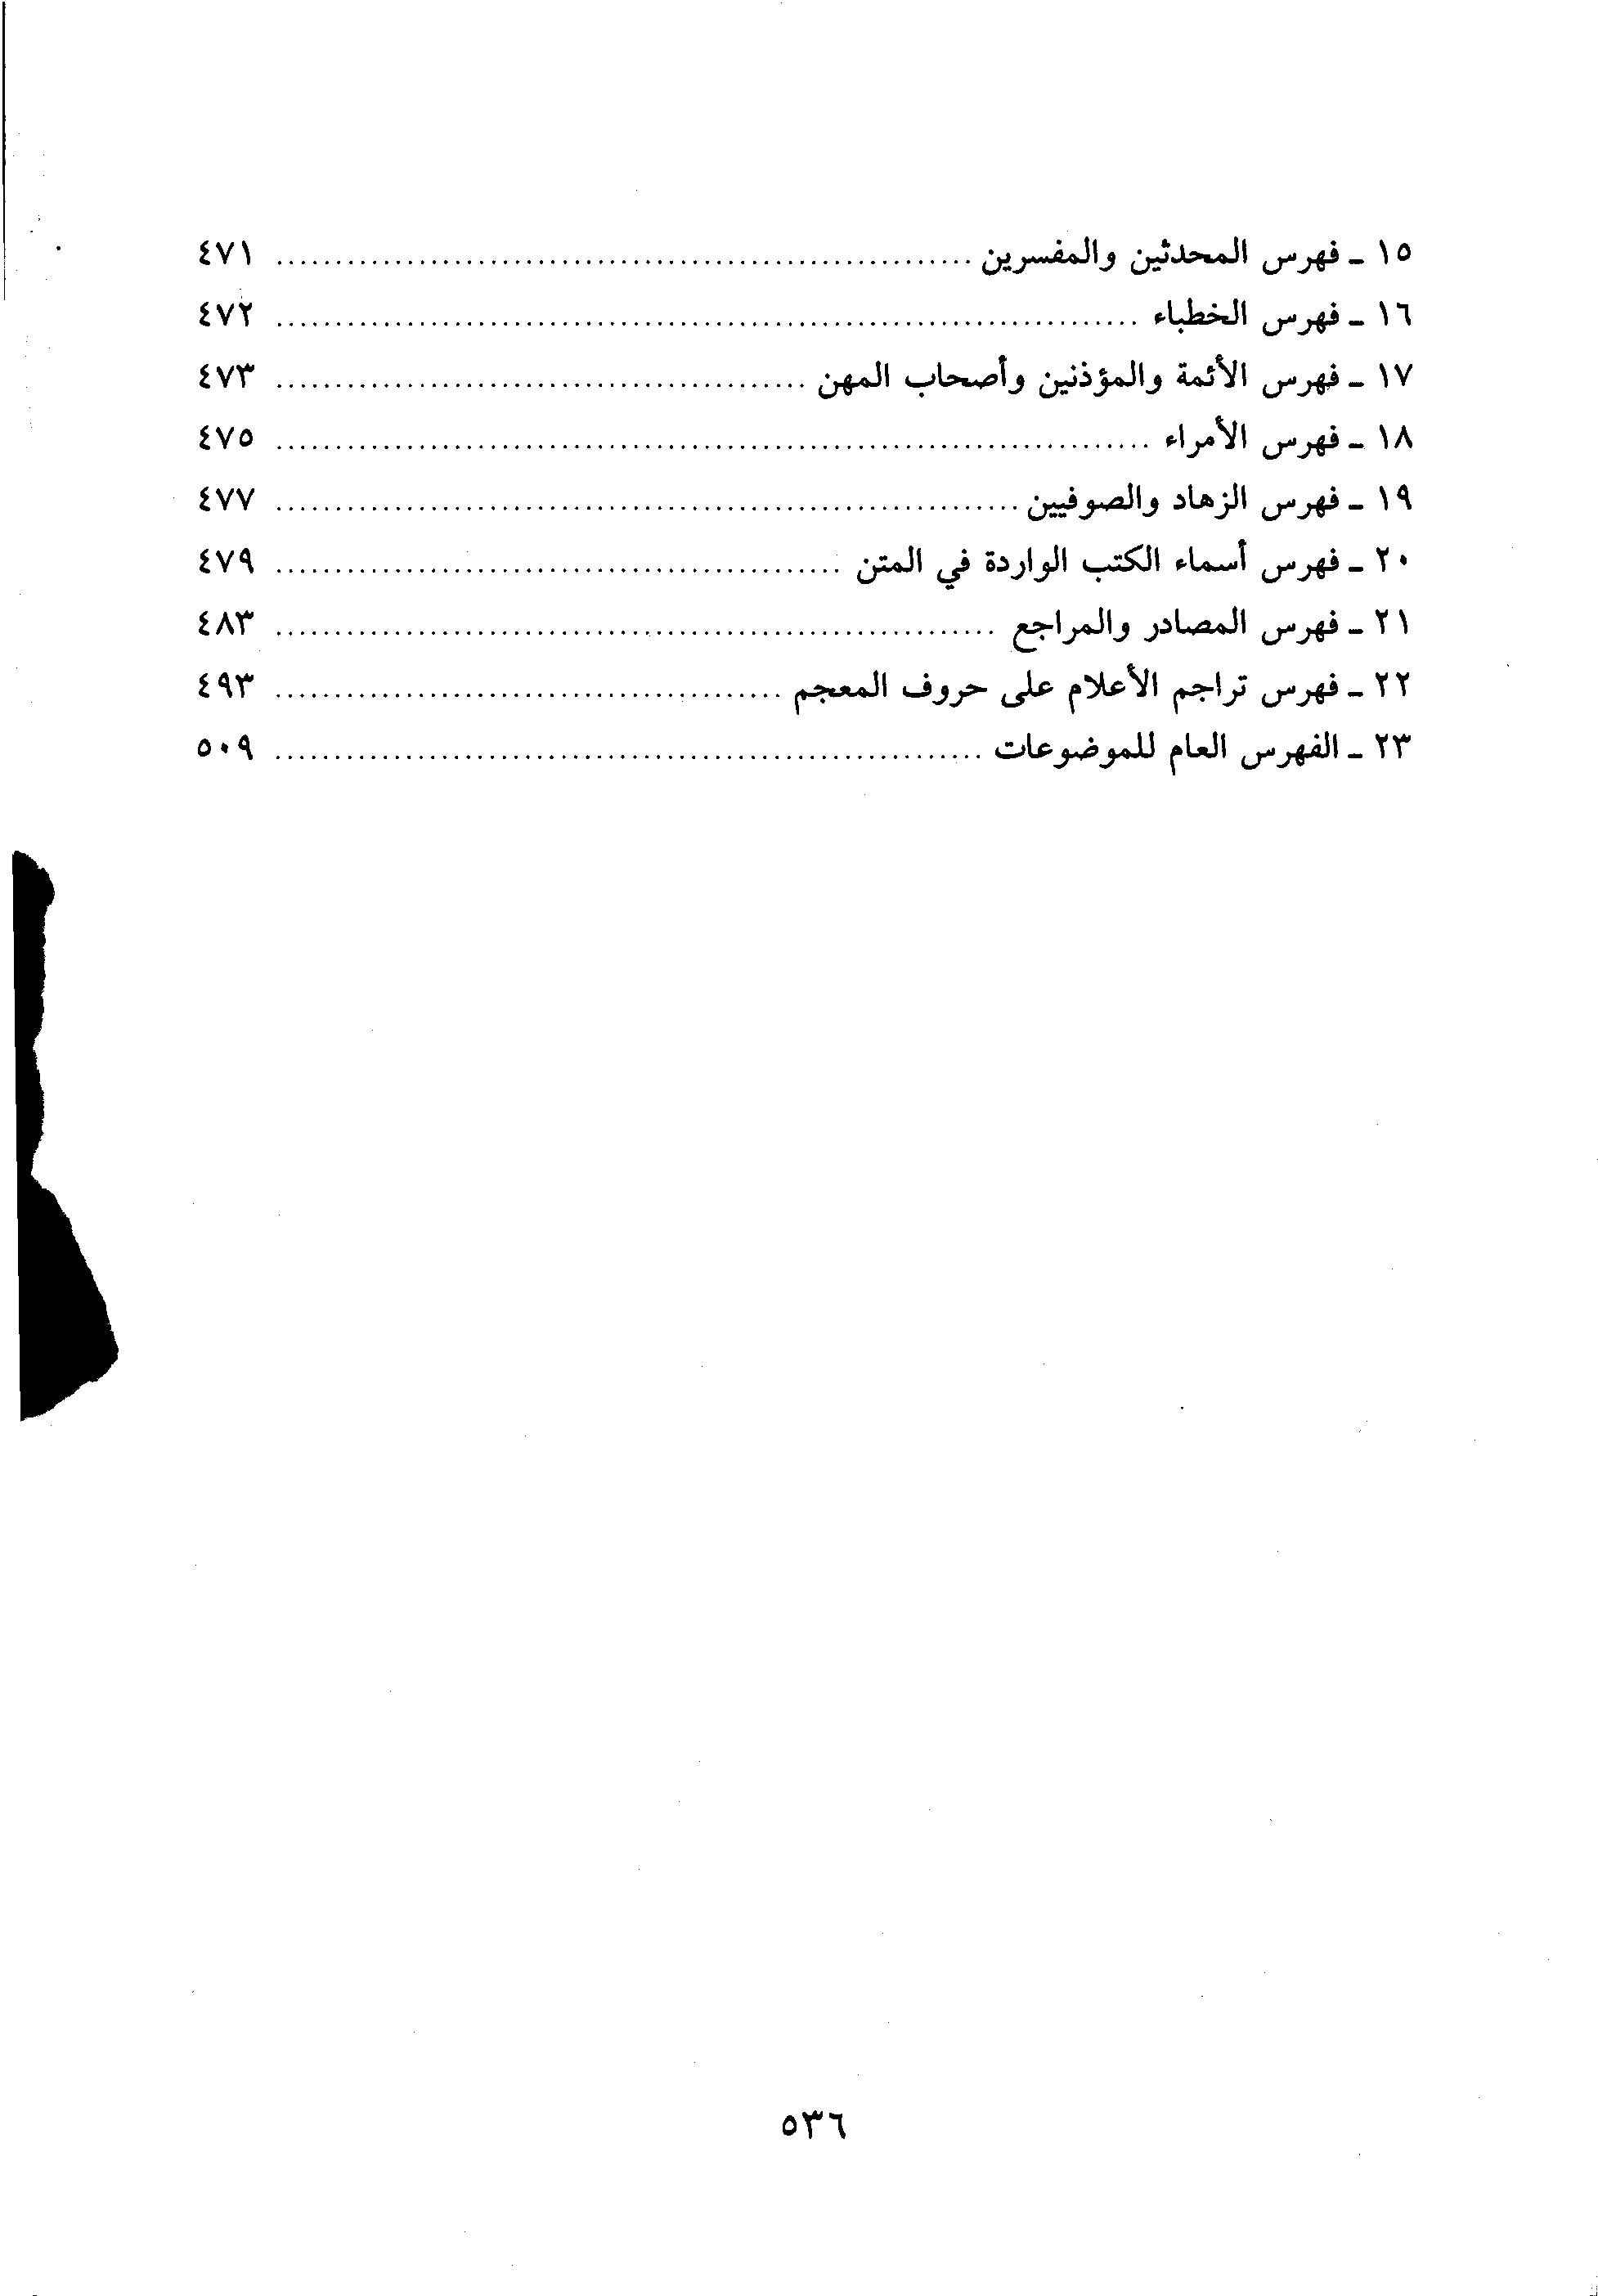 ١٥ ـ فهرس المحدثين والمفسرين ........................................ ٤٧١
١٦ ـ فهرس الخطباء ........................................ ٤٧٢
١٧ ـ فهرس الأئمة والمؤذنين وأصحاب المهن ........................................ ٤٧٣
١٨ ـ فهرس الأمراء ........................................ ٤٧٥
١٩ ـ فهرس الزهاد والصوفيين ........................................ ٤٧٧
٢٠ ـ فهرس أسماء الكتب الواردة في المتن ........................................ ٤٧٩
٢١ ـ فهرس المصادر والمراجع ........................................ ٤٨٣
٢٢ ـ فهرس تراجم الأعلام على حروف المعجم ........................................ ٤٩٣
٢٣ ـ الفهرس العام للموضوعات ........................................ ٥٠٩
٥٣٦